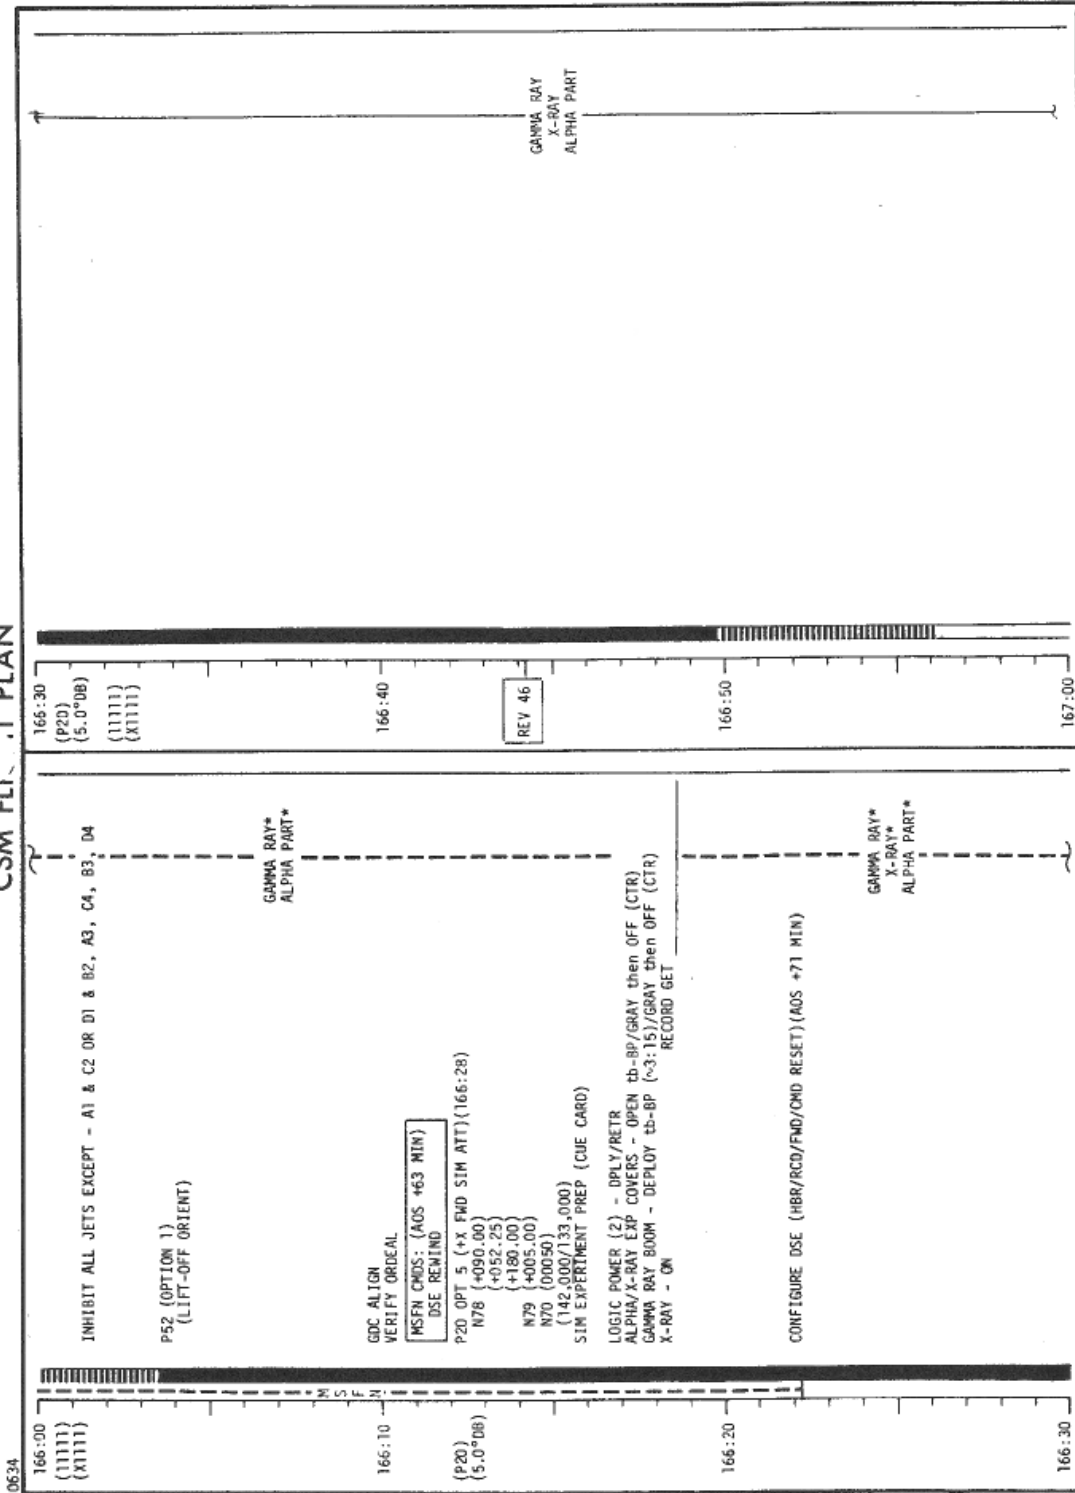 0634
CSM FLI   T PLAN
166:00
(11111)
(X1111)
INHIBIT ALL JETS EXCEPT - A1 & C2 OR D1 & B2, A3, C4, B3, D4
P52 (OPTION 1)
(LIFT-OFF ORIENT)
MSFN
GAMMA RAY*
ALPHA PART*
166:10
GDC ALIGN
VERIFY ORDEAL
MSFN CMDS: (AOS +63 MIN)
DSE REWIND
(P20)
(5.0°DB)
P20 OPT 5 (+X FWD SIM ATT)(166:28)
N78 (+090.00)
(+052.25)
(+180.00)
N79 (+005.00)
N70 (00050)
(142,000/133,000)
SIM EXPERIMENT PREP (CUE CARD)
LOGIC POWER (2) - DPLY/RETR
ALPHA/X-RAY EXP COVERS - OPEN tb-BP/GRAY then OFF (CTR)
GAMMA RAY BOOM - DEPLOY tb-BP (~3:15)/GRAY then OFF (CTR)
X-RAY - ON
RECORD GET
166:20
CONFIGURE DSE (HBR/RCD/FWD/CMD RESET)(AOS +71 MIN)
GAMMA RAY*
X-RAY*
ALPHA PART*
166:30
166:30
(P20)
(5.0°DB)
(11111)
(X1111)
166:40
REV 46
GAMMA RAY
X-RAY
ALPHA PART
166:50
167:00